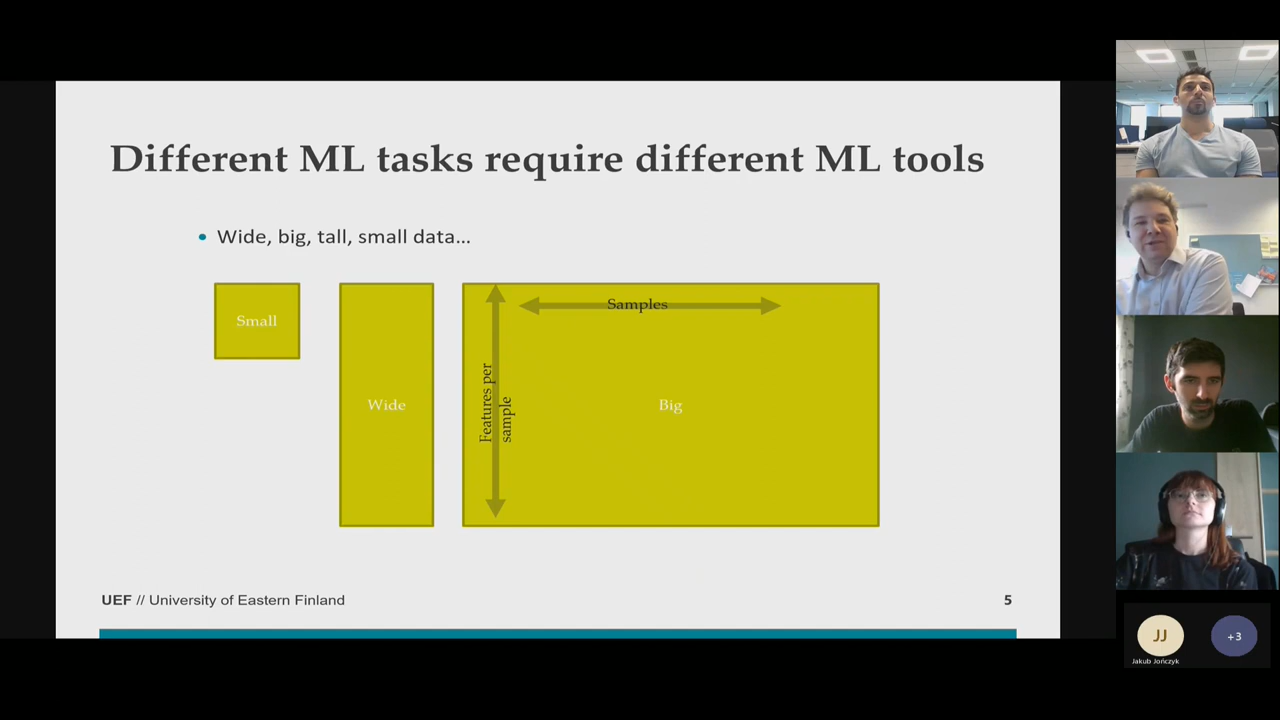 Different ML tasks require different ML tools
• Wide, big, tall, small data…
Small
Wide
Features per
sample
Samples
Big
UEF // University of Eastern Finland
5
JJ
+3
Jakub Jończyk